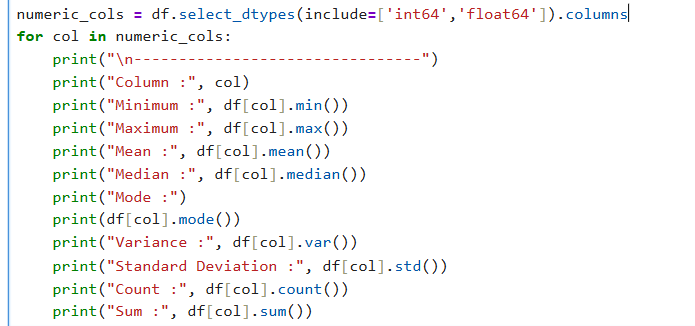 numeric_cols = df.select_dtypes(include=['int64','float64']).columns
for col in numeric_cols:
    print("\n--------------------------------")
    print("Column :", col)
    print("Minimum :", df[col].min())
    print("Maximum :", df[col].max())
    print("Mean :", df[col].mean())
    print("Median :", df[col].median())
    print("Mode :")
    print(df[col].mode())
    print("Variance :", df[col].var())
    print("Standard Deviation :", df[col].std())
    print("Count :", df[col].count())
    print("Sum :", df[col].sum())